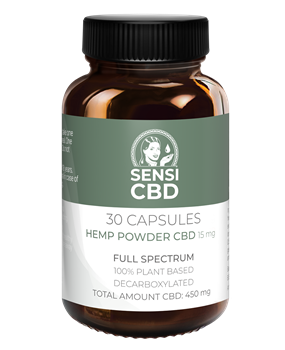 SENSI
CBD
30 CAPSULES
HEMP POWDER CBD 15 mg
FULL SPECTRUM
100% PLANT BASED
DECARBOXYLATED
TOTAL AMOUNT CBD: 450 mg